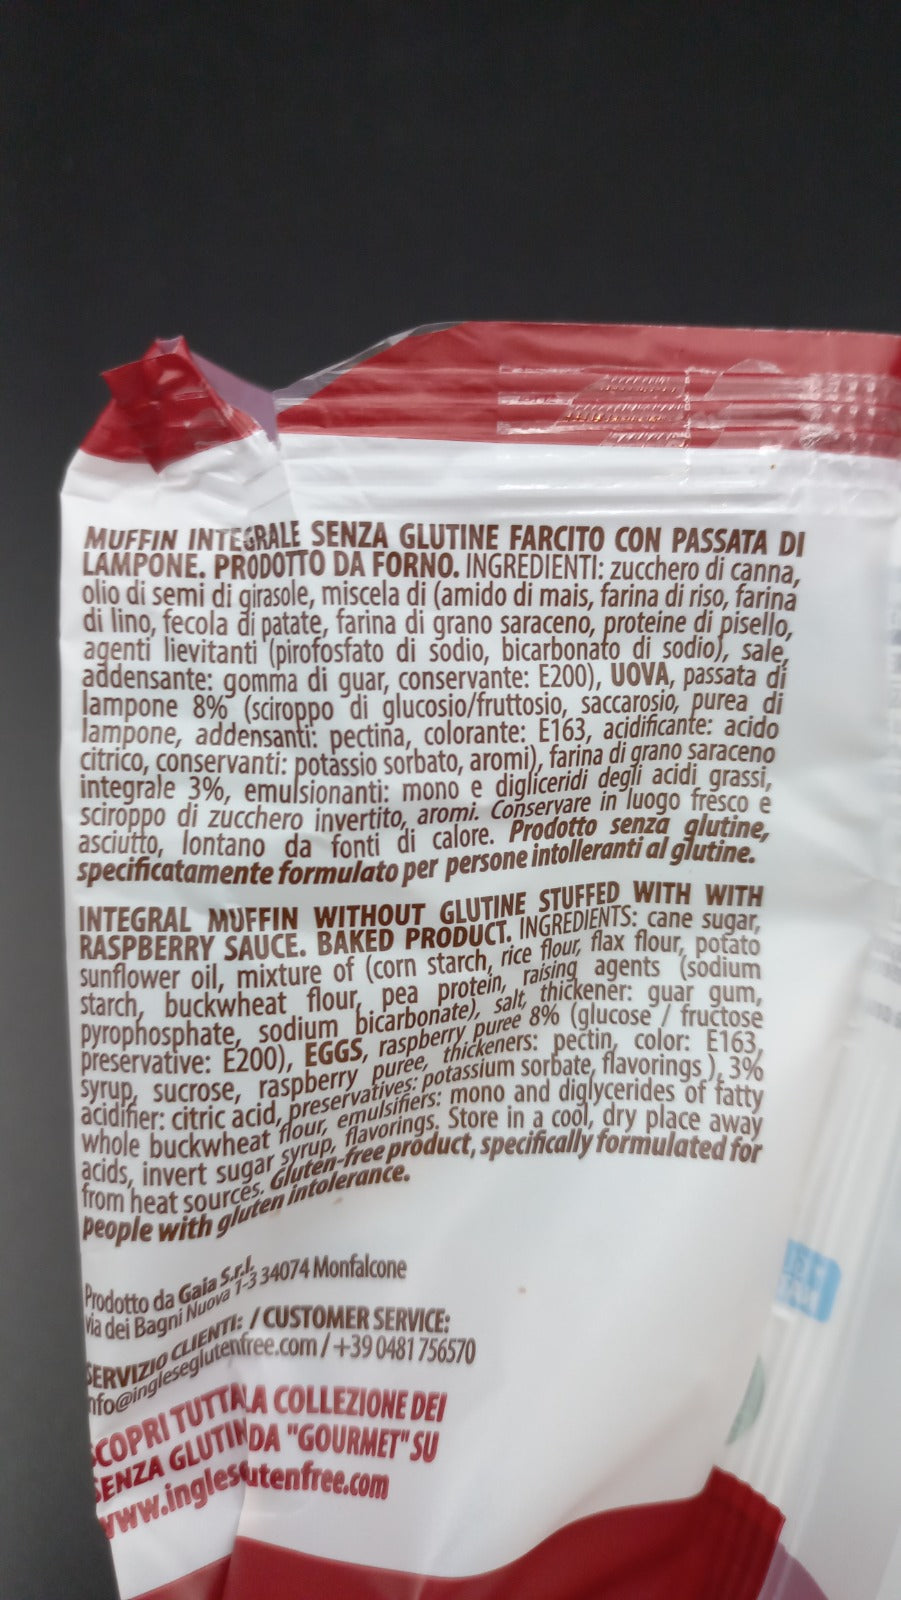 MUFFIN INTEGRALE SENZA GLUTINE FARCITO CON PASSATA DI
LAMPONE. PRODOTTO DA FORNO. INGREDIENTI: zucchero di canna,
olio di semi di girasole, miscela di (amido di mais, farina di riso, farina
di lino, fecola di patate, farina di grano saraceno, proteine di pisello,
agenti lievitanti (pirofosfato di sodio, bicarbonato di sodio), sale,
addensante: gomma di guar, conservante: E200), UOVA, passata di
lampone 8% (sciroppo di glucosio/fruttosio, saccarosio, purea di
lampone, addensanti: pectina, colorante: E163, acidificante: acido
citrico, conservanti: potassio sorbato, aromi), farina di grano saraceno
integrale 3%, emulsionanti: mono e digliceridi degli acidi grassi,
sciroppo di zucchero invertito, aromi. Conservare in luogo fresco e
asciutto, lontano da fonti di calore. Prodotto senza glutine,
specificatamente formulato per persone intolleranti al glutine.
INTEGRAL MUFFIN WITHOUT GLUTINE STUFFED WITH WITH
RASPBERRY SAUCE. BAKED PRODUCT. INGREDIENTS: cane sugar,
sunflower oil, mixture of (corn starch, rice flour, flax flour, potato
starch, buckwheat flour, pea protein, raising agents (sodium
pyrophosphate, sodium bicarbonate), salt, thickener: guar gum,
preservative: E200), EGGS, raspberry puree 8% (glucose / fructose
syrup, sucrose, raspberry puree, thickeners: pectin, color: E163,
acidifier: citric acid, preservatives: potassium sorbate, flavorings ), 3%
whole buckwheat flour, emulsifiers: mono and diglycerides of fatty
acids, invert sugar syrup, flavorings. Store in a cool, dry place away
from heat sources. Gluten-free product, specifically formulated for
people with gluten intolerance.
Prodotto da Gaia S.r.l.
via dei Bagni Nuova 1-3 34074 Monfalcone
SERVIZIO CLIENTI: / CUSTOMER SERVICE:
nfo@ingleseglutenfree.com / +39 0481 756570
SCOPRI TUTTA LA COLLEZIONE DEI
SENZA GLUTIN DA "GOURMET" SU
www.inglesutenfree.com